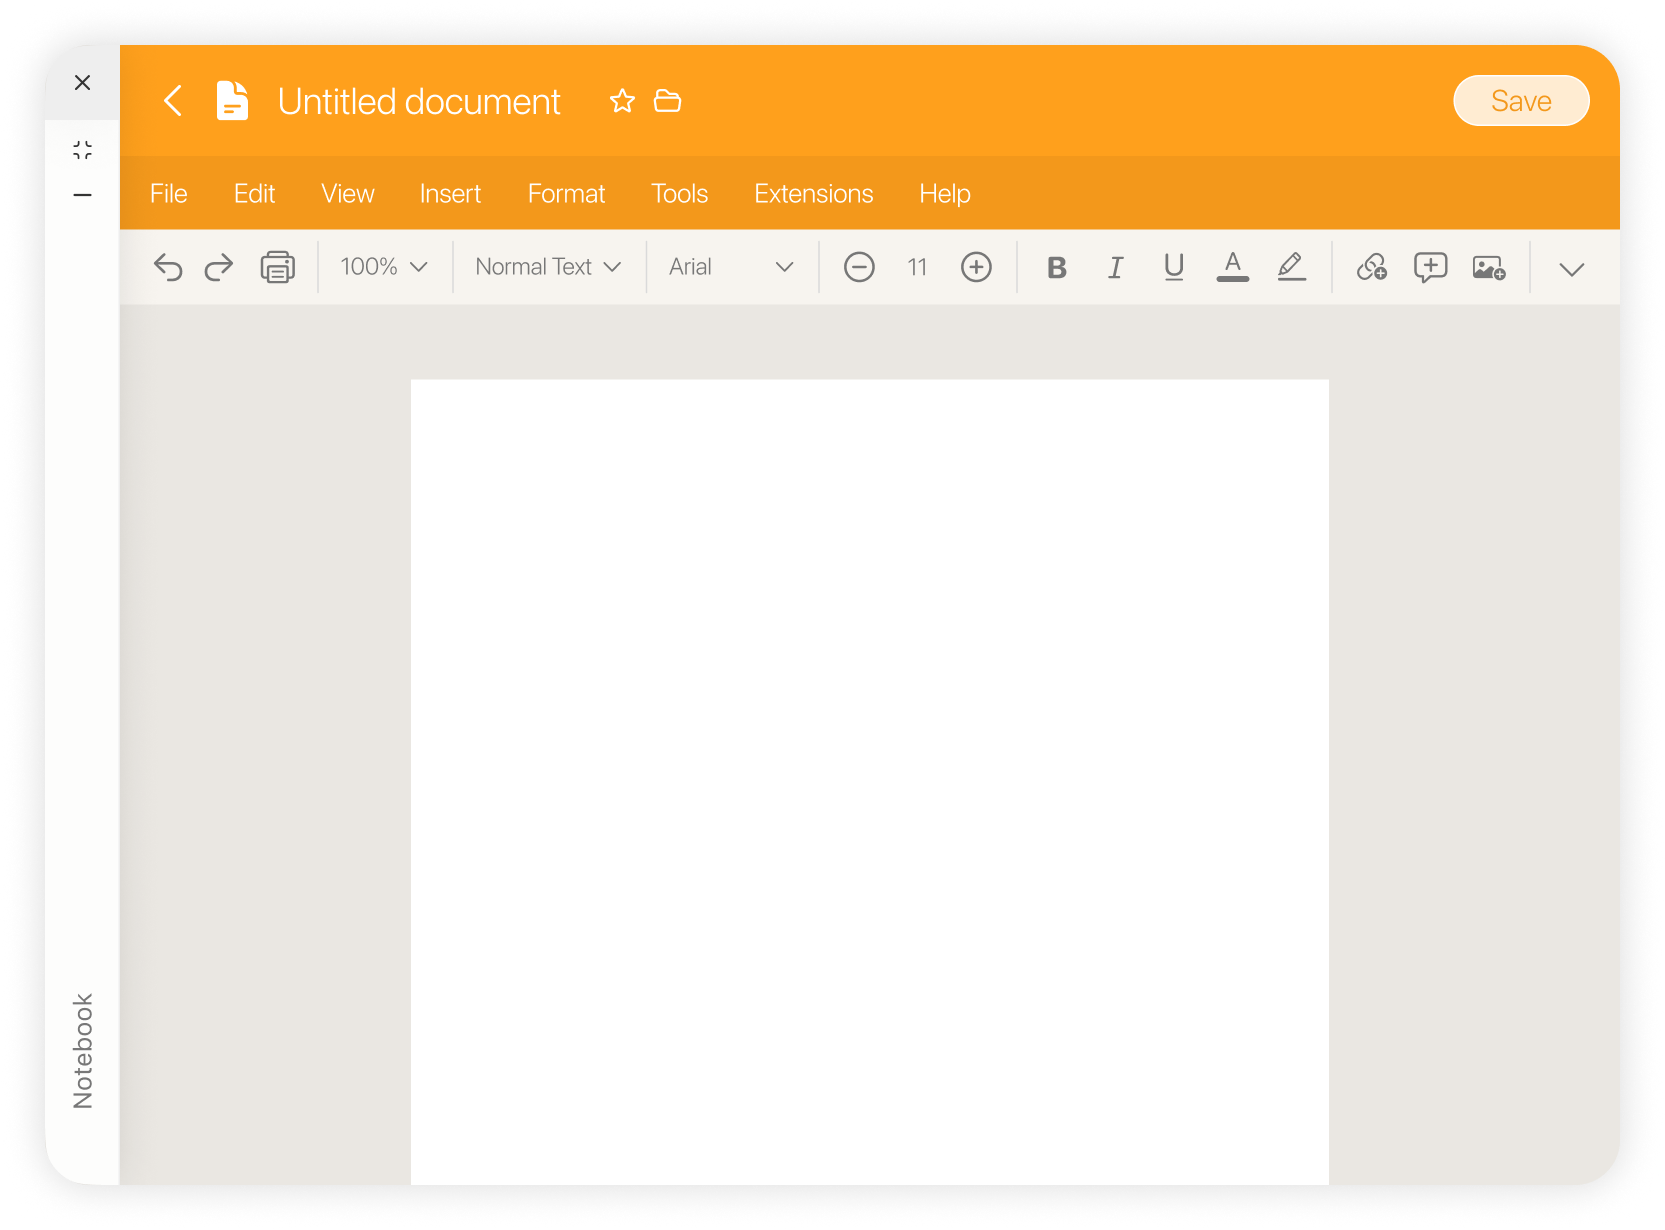 Untitled document
Save
File Edit View Insert Format Tools Extensions Help
100% Normal Text Arial 11 B I U A
Notebook